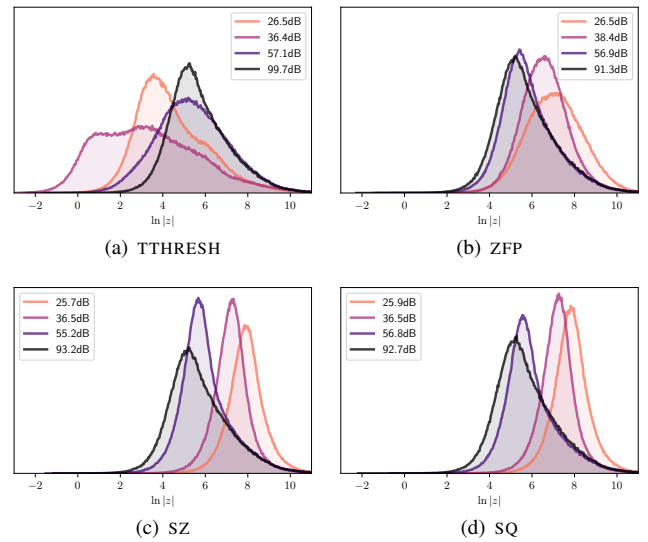 26.5dB
36.4dB
57.1dB
99.7dB
−2 0 2 4 6 8 10
ln |z|
(a) TTHRESH
26.5dB
38.4dB
56.9dB
91.3dB
−2 0 2 4 6 8 10
ln |z|
(b) ZFP
25.7dB
36.5dB
55.2dB
93.2dB
−2 0 2 4 6 8 10
ln |z|
(c) SZ
25.9dB
36.5dB
56.8dB
92.7dB
−2 0 2 4 6 8 10
ln |z|
(d) SQ